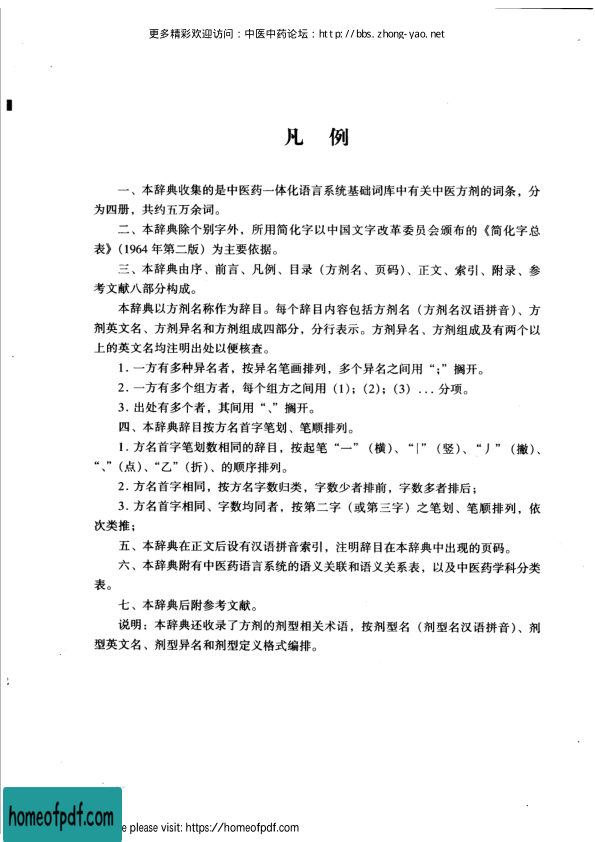 更多精彩欢迎访问：中医中药论坛：http://bbs.zhong-yao.net
凡 例
一、本辞典收集的是中医药一体化语言系统基础词库中有关中医方剂的词条，分
为四册，共约五万余词。
二、本辞典除个别字外，所用简化字以中国文字改革委员会颁布的《简化字总
表》（1964 年第二版）为主要依据。
三、本辞典由序、前言、凡例、目录（方剂名、页码）、正文、索引、附录、参
考文献八部分构成。
本辞典以方剂名称作为辞目。每个辞目内容包括方剂名（方剂名汉语拼音）、方
剂英文名、方剂异名和方剂组成四部分，分行表示。方剂异名、方剂组成及有两个以
上的英文名均注明出处以便核查。
1. 一方有多种异名者，按异名笔画排列，多个异名之间用“；”搁开。
2. 一方有多个组方者，每个组方之间用（1）；（2）；（3）...分项。
3. 出处有多个者，其间用“、”搁开。
四、本辞典辞目按方名首字笔划、笔顺排列。
1. 方名首字笔划数相同的辞目，按起笔“一”（横）、“丨”（竖）、“丿”（撇）、
“、”（点）、“乙”（折）、的顺序排列。
2. 方名首字相同，按方名字数归类，字数少者排前，字数多者排后；
3. 方名首字相同、字数均同者，按第二字（或第三字）之笔划、笔顺排列，依
次类推；
五、本辞典在正文后设有汉语拼音索引，注明辞目在本辞典中出现的页码。
六、本辞典附有中医药语言系统的语义关联和语义关系表，以及中医药学科分类
表。
七、本辞典后附参考文献。
说明：本辞典还收录了方剂的剂型相关术语，按剂型名（剂型名汉语拼音）、剂
型英文名、剂型异名和剂型定义格式编排。
homeofpdf.com
e please visit: https://homeofpdf.com